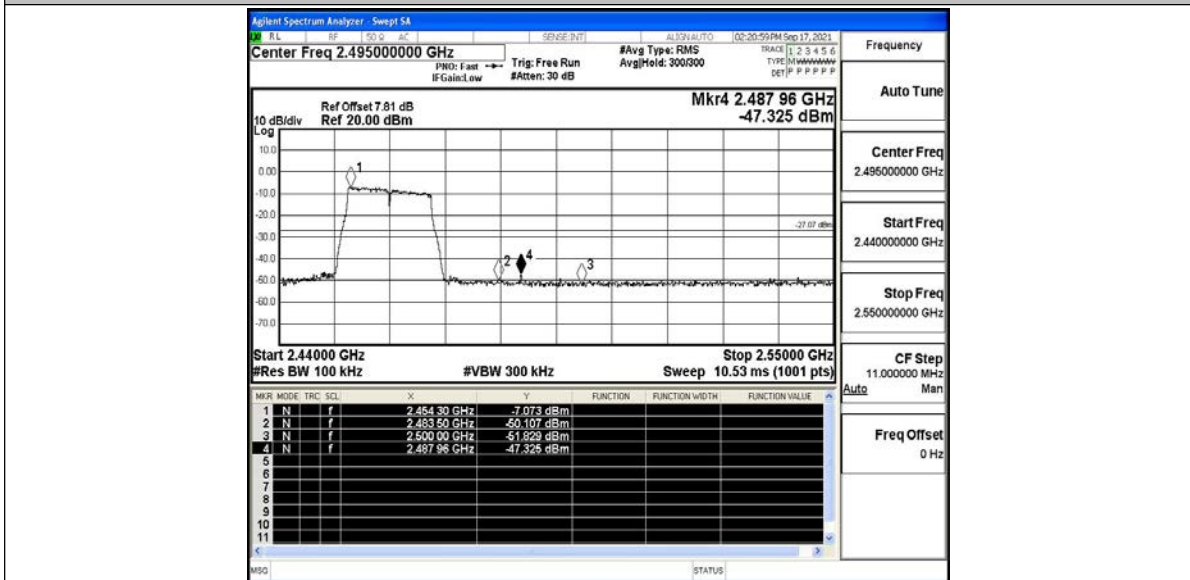 Agilent Spectrum Analyzer - Swept SA
RL RF 50 Ω AC SENSE:INT ALIGNAUTO 02:20:59 PM Sep 17, 2021
Center Freq 2.495000000 GHz
PNO: Fast
IFGain:Low
Trig: Free Run
#Atten: 30 dB
#Avg Type: RMS
Avg|Hold: 300/300
TRACE 1 2 3 4 5 6
TYPE MWWWWW
DET P P P P P P
Ref Offset 7.81 dB
Ref 20.00 dBm
10 dB/div
Log
Mkr4 2.487 96 GHz
-47.325 dBm
10.0
0.00
-10.0
-20.0
-30.0
-40.0
-50.0
-60.0
-70.0
1
2
4
3
-27.07 dBm
Start 2.44000 GHz Stop 2.55000 GHz
#Res BW 100 kHz #VBW 300 kHz Sweep 10.53 ms (1001 pts)
MKR MODE TRC SCL X Y FUNCTION FUNCTION WIDTH FUNCTION VALUE
1 N f 2.454 30 GHz -7.073 dBm
2 N f 2.483 50 GHz -50.107 dBm
3 N f 2.500 00 GHz -51.829 dBm
4 N f 2.487 96 GHz -47.325 dBm
5
6
7
8
9
10
11
MSG STATUS
Frequency
Auto Tune
Center Freq
2.495000000 GHz
Start Freq
2.440000000 GHz
Stop Freq
2.550000000 GHz
CF Step
11.000000 MHz
Auto Man
Freq Offset
0 Hz